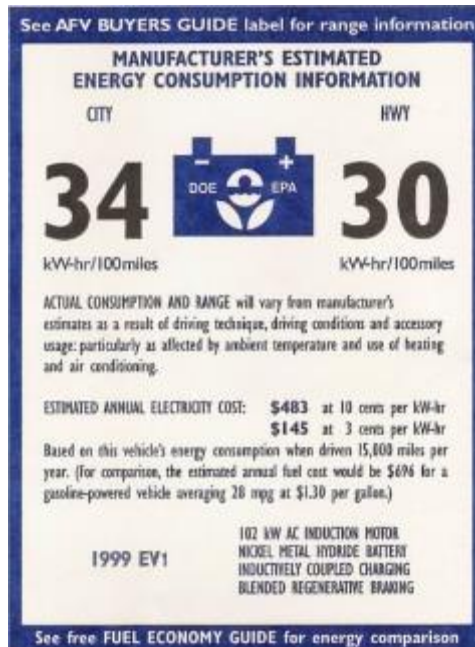 See AFV BUYERS GUIDE label for range information
MANUFACTURER'S ESTIMATED
ENERGY CONSUMPTION INFORMATION
CITY HWY
34 DOE EPA 30
kW-hr/100miles kW-hr/100miles
ACTUAL CONSUMPTION AND RANGE will vary from manufacturer's
estimates as a result of driving technique, driving conditions and accessory
usage: particularly as affected by ambient temperature and use of heating
and air conditioning.
ESTIMATED ANNUAL ELECTRICITY COST: $483 at 10 cents per kW-hr
$145 at 3 cents per kW-hr
Based on this vehicle's energy consumption when driven 15,000 miles per
year. (For comparison, the estimated annual fuel cost would be $696 for a
gasoline-powered vehicle averaging 28 mpg at $1.30 per gallon.)
102 kW AC INDUCTION MOTOR
1999 EV1 NICKEL METAL HYDRIDE BATTERY
INDUCTIVELY COUPLED CHARGING
BLENDED REGENERATIVE BRAKING
See free FUEL ECONOMY GUIDE for energy comparison